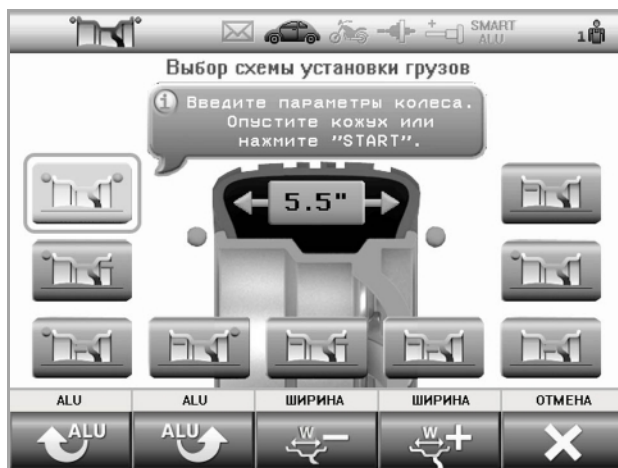 SMART
ALU
1
Выбор схемы установки грузов
i Введите параметры колеса.
Опустите кожух или
нажмите "START".
5.5"
ALU ALU ШИРИНА ШИРИНА ОТМЕНА
ALU ALU W W